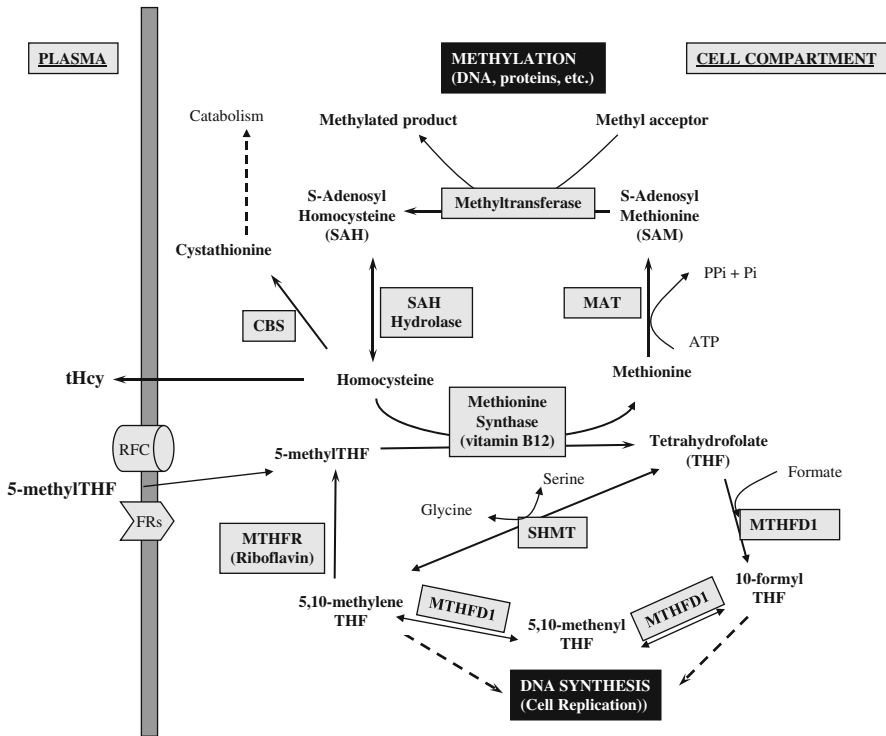 PLASMA
METHYLATION
(DNA, proteins, etc.)
CELL COMPARTMENT
Catabolism
Methylated product
Methyl acceptor
S-Adenosyl
Homocysteine
(SAH)
Methyltransferase
S-Adenosyl
Methionine
(SAM)
Cystathionine
PPi + Pi
CBS
SAH
Hydrolase
MAT
ATP
tHcy
Homocysteine
Methionine
Methionine
Synthase
(vitamin B12)
RFC
5-methylTHF
Tetrahydrofolate
(THF)
5-methylTHF
Serine
Formate
FRs
Glycine
MTHFR
(Riboflavin)
SHMT
MTHFD1
5,10-methylene
THF
MTHFD1
5,10-methenyl
THF
MTHFD1
10-formyl
THF
DNA SYNTHESIS
(Cell Replication))